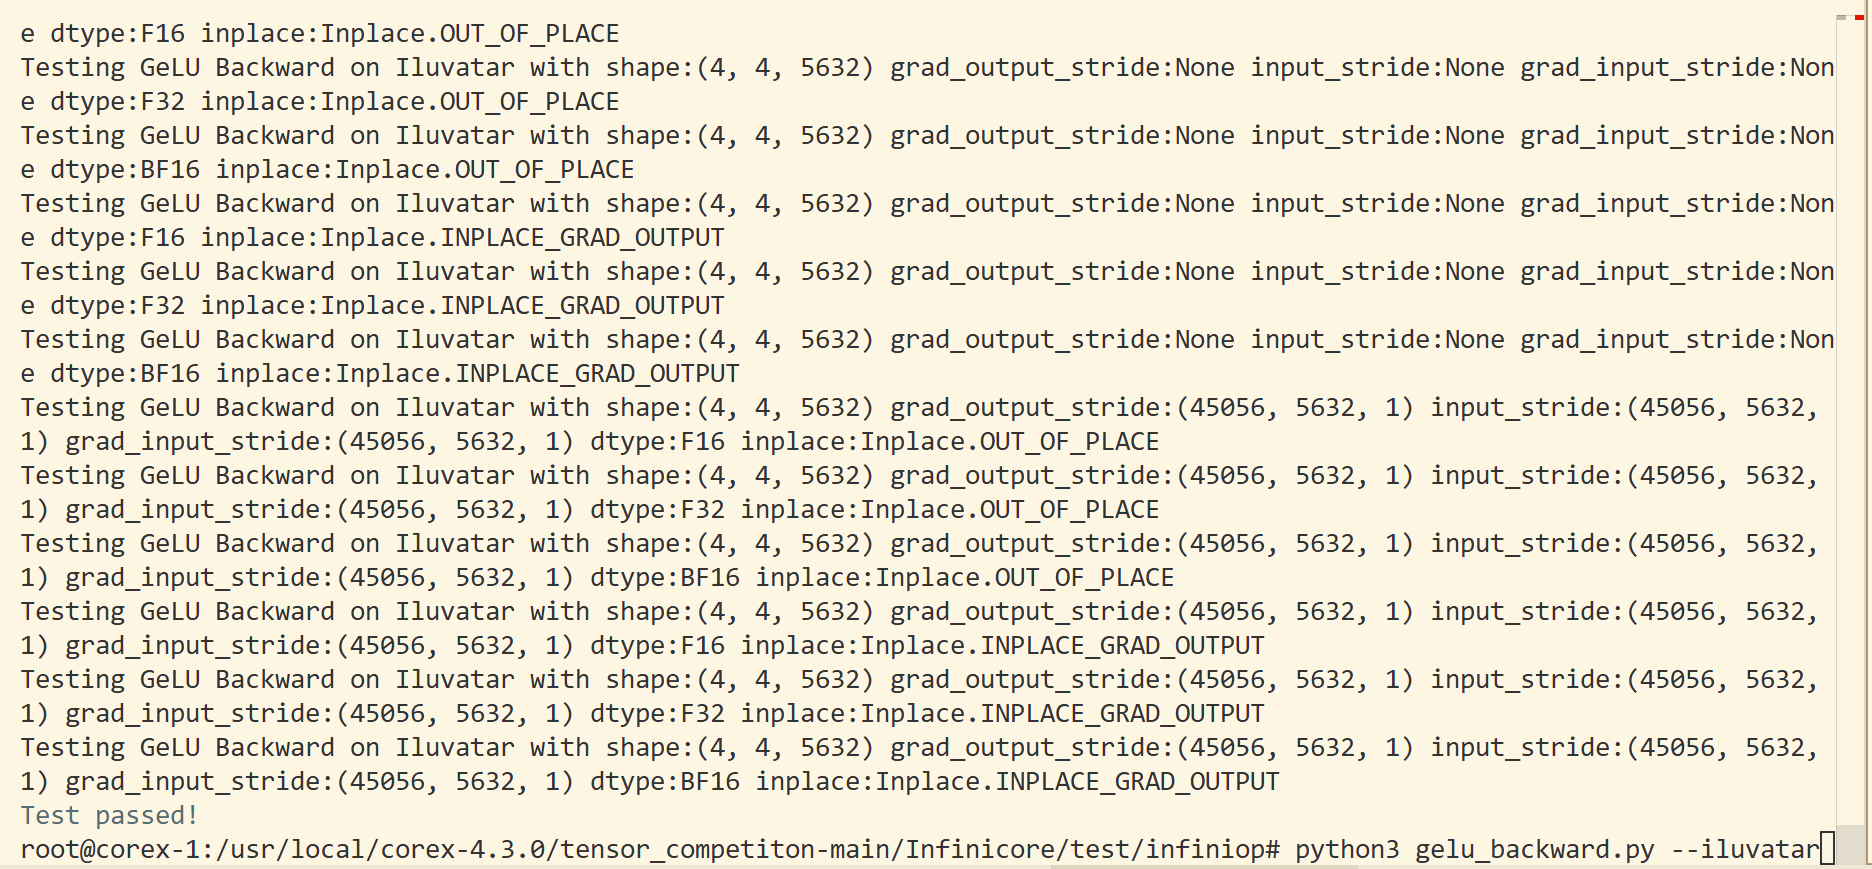 e dtype:F16 inplace:Inplace.OUT_OF_PLACE
Testing GeLU Backward on Iluvatar with shape:(4, 4, 5632) grad_output_stride:None input_stride:None grad_input_stride:Non
e dtype:F32 inplace:Inplace.OUT_OF_PLACE
Testing GeLU Backward on Iluvatar with shape:(4, 4, 5632) grad_output_stride:None input_stride:None grad_input_stride:Non
e dtype:BF16 inplace:Inplace.OUT_OF_PLACE
Testing GeLU Backward on Iluvatar with shape:(4, 4, 5632) grad_output_stride:None input_stride:None grad_input_stride:Non
e dtype:F16 inplace:Inplace.INPLACE_GRAD_OUTPUT
Testing GeLU Backward on Iluvatar with shape:(4, 4, 5632) grad_output_stride:None input_stride:None grad_input_stride:Non
e dtype:F32 inplace:Inplace.INPLACE_GRAD_OUTPUT
Testing GeLU Backward on Iluvatar with shape:(4, 4, 5632) grad_output_stride:None input_stride:None grad_input_stride:Non
e dtype:BF16 inplace:Inplace.INPLACE_GRAD_OUTPUT
Testing GeLU Backward on Iluvatar with shape:(4, 4, 5632) grad_output_stride:(45056, 5632, 1) input_stride:(45056, 5632,
1) grad_input_stride:(45056, 5632, 1) dtype:F16 inplace:Inplace.OUT_OF_PLACE
Testing GeLU Backward on Iluvatar with shape:(4, 4, 5632) grad_output_stride:(45056, 5632, 1) input_stride:(45056, 5632,
1) grad_input_stride:(45056, 5632, 1) dtype:F32 inplace:Inplace.OUT_OF_PLACE
Testing GeLU Backward on Iluvatar with shape:(4, 4, 5632) grad_output_stride:(45056, 5632, 1) input_stride:(45056, 5632,
1) grad_input_stride:(45056, 5632, 1) dtype:BF16 inplace:Inplace.OUT_OF_PLACE
Testing GeLU Backward on Iluvatar with shape:(4, 4, 5632) grad_output_stride:(45056, 5632, 1) input_stride:(45056, 5632,
1) grad_input_stride:(45056, 5632, 1) dtype:F16 inplace:Inplace.INPLACE_GRAD_OUTPUT
Testing GeLU Backward on Iluvatar with shape:(4, 4, 5632) grad_output_stride:(45056, 5632, 1) input_stride:(45056, 5632,
1) grad_input_stride:(45056, 5632, 1) dtype:F32 inplace:Inplace.INPLACE_GRAD_OUTPUT
Testing GeLU Backward on Iluvatar with shape:(4, 4, 5632) grad_output_stride:(45056, 5632, 1) input_stride:(45056, 5632,
1) grad_input_stride:(45056, 5632, 1) dtype:BF16 inplace:Inplace.INPLACE_GRAD_OUTPUT
Test passed!
root@corex-1:/usr/local/corex-4.3.0/tensor_competiton-main/Infinicore/test/infiniop# python3 gelu_backward.py --iluvatar